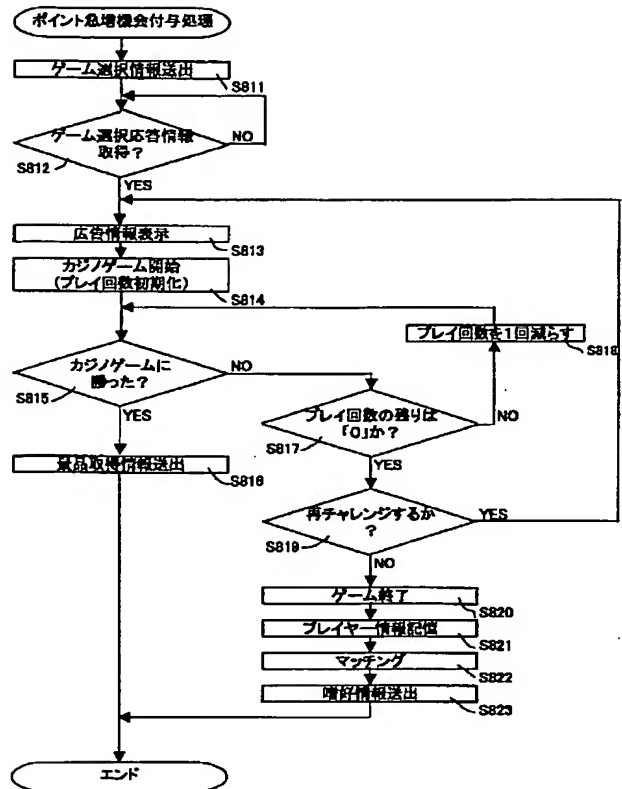 ポイント急増機会付与処理
ゲーム選択情報送出
S811
ゲーム選択応答情報
取得?
NO
S812
YES
広告情報表示
S813
カジノゲーム開始
(プレイ回数初期化)
S814
プレイ回数を1回減らす
S818
カジノゲームに
勝った?
NO
S815
YES
プレイ回数の残りは
「0」か?
NO
S817
YES
景品取得情報送出
S816
再チャレンジするか
?
YES
S819
NO
ゲーム終了
S820
プレイヤー情報記憶
S821
マッチング
S822
嗜好情報送出
S823
エンド